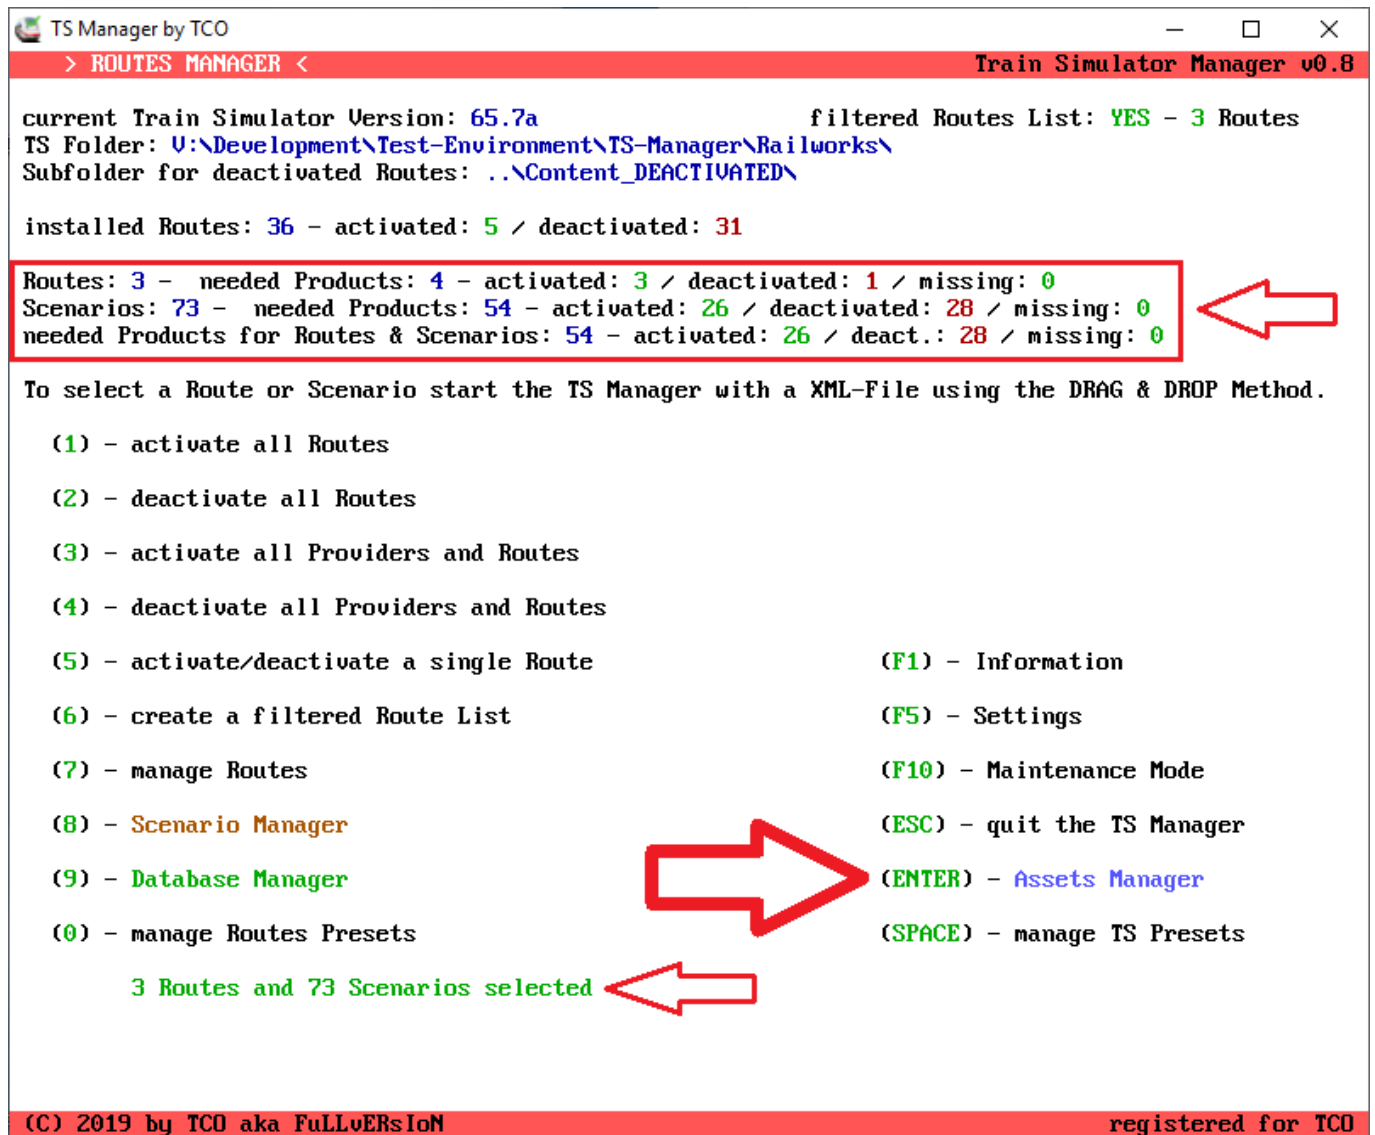 TS Manager by TCO
> ROUTES MANAGER < Train Simulator Manager v0.8
current Train Simulator Version: 65.7a filtered Routes List: YES - 3 Routes
TS Folder: V:\Development\Test-Environment\TS-Manager\Railworks\
Subfolder for deactivated Routes: ..\Content_DEACTIVATED\
installed Routes: 36 - activated: 5 / deactivated: 31
Routes: 3 - needed Products: 4 - activated: 3 / deactivated: 1 / missing: 0
Scenarios: 73 - needed Products: 54 - activated: 26 / deactivated: 28 / missing: 0
needed Products for Routes & Scenarios: 54 - activated: 26 / deact.: 28 / missing: 0
To select a Route or Scenario start the TS Manager with a XML-File using the DRAG & DROP Method.
(1) - activate all Routes
(2) - deactivate all Routes
(3) - activate all Providers and Routes
(4) - deactivate all Providers and Routes
(5) - activate/deactivate a single Route (F1) - Information
(6) - create a filtered Route List (F5) - Settings
(7) - manage Routes (F10) - Maintenance Mode
(8) - Scenario Manager (ESC) - quit the TS Manager
(9) - Database Manager (ENTER) - Assets Manager
(0) - manage Routes Presets (SPACE) - manage TS Presets
3 Routes and 73 Scenarios selected
(C) 2019 by TCO aka FuLLvERsIoN registered for TCO